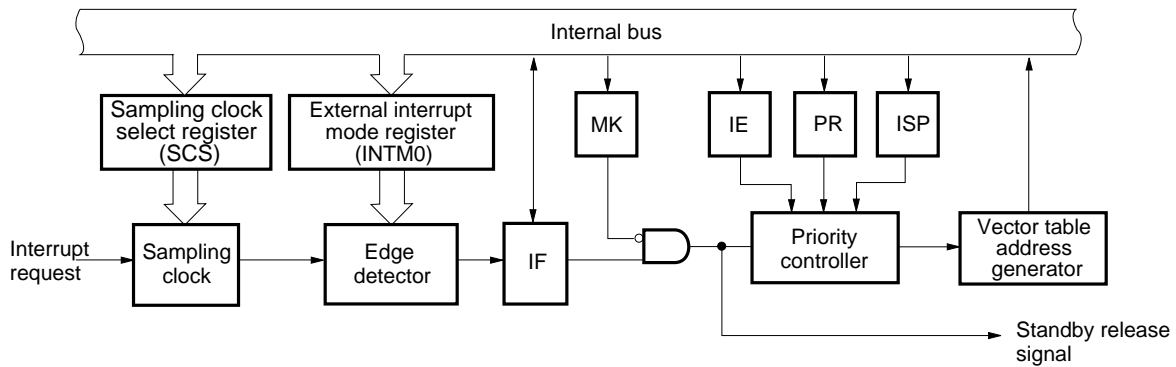 Internal bus
Sampling clock
select register
(SCS)
External interrupt
mode register
(INTM0)
MK
IE
PR
ISP
Interrupt
request
Sampling
clock
Edge
detector
IF
Priority
controller
Vector table
address
generator
Standby release
signal